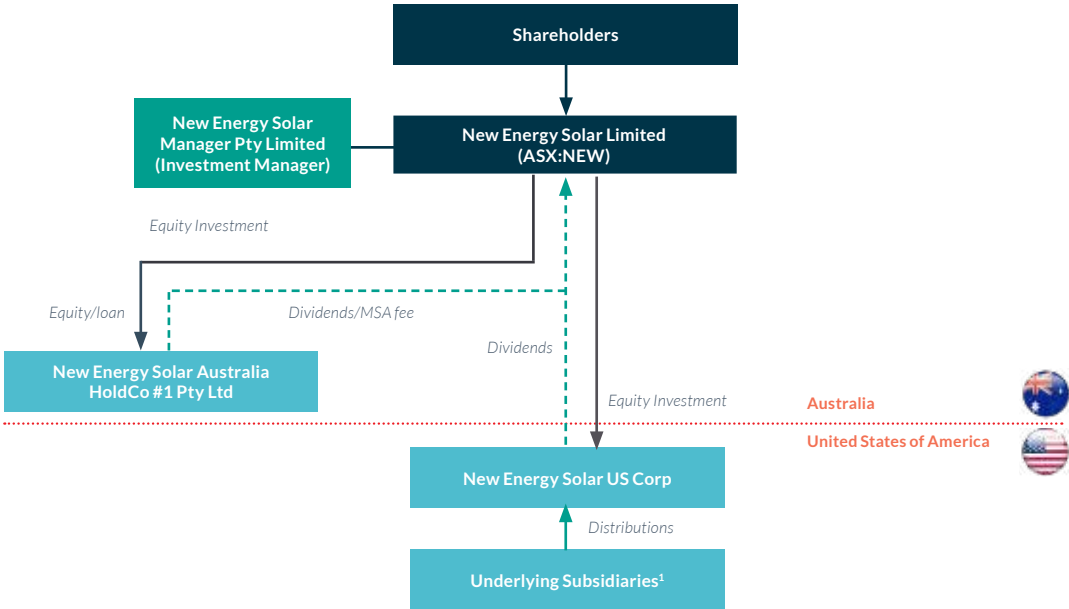 Shareholders
New Energy Solar
Manager Pty Limited
(Investment Manager)
New Energy Solar Limited
(ASX:NEW)
Equity Investment
Equity/loan
Dividends/MSA fee
Dividends
New Energy Solar Australia
HoldCo #1 Pty Ltd
Equity Investment
Australia
United States of America
New Energy Solar US Corp
Distributions
Underlying Subsidiaries¹